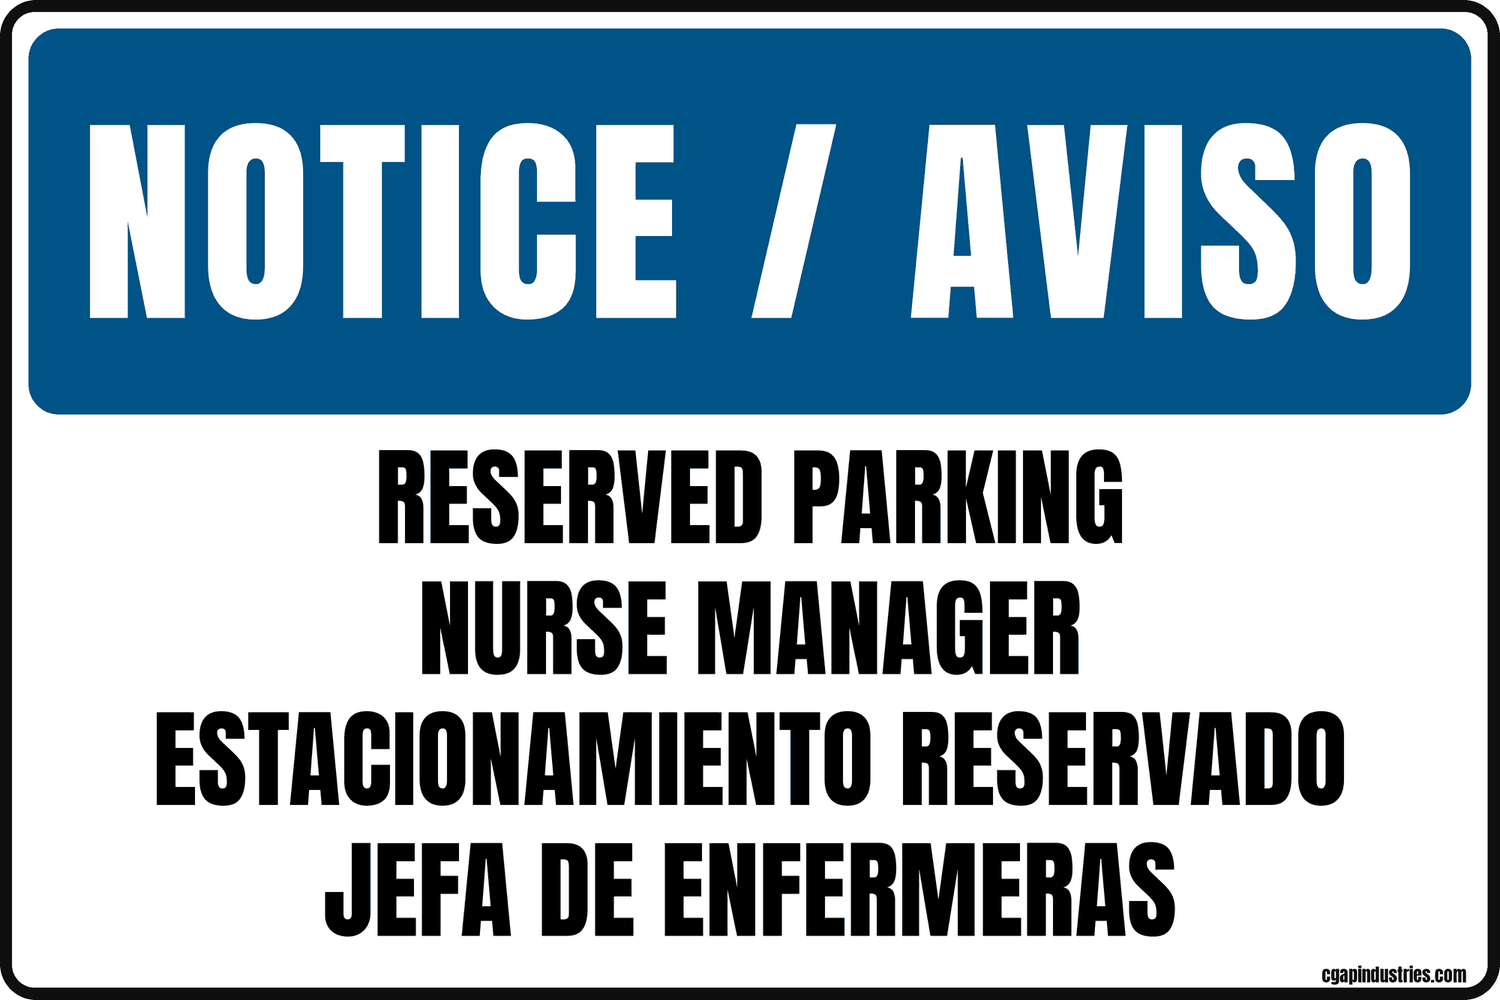 NOTICE / AVISO
RESERVED PARKING
NURSE MANAGER
ESTACIONAMIENTO RESERVADO
JEFA DE ENFERMERAS
cgapindustries.com